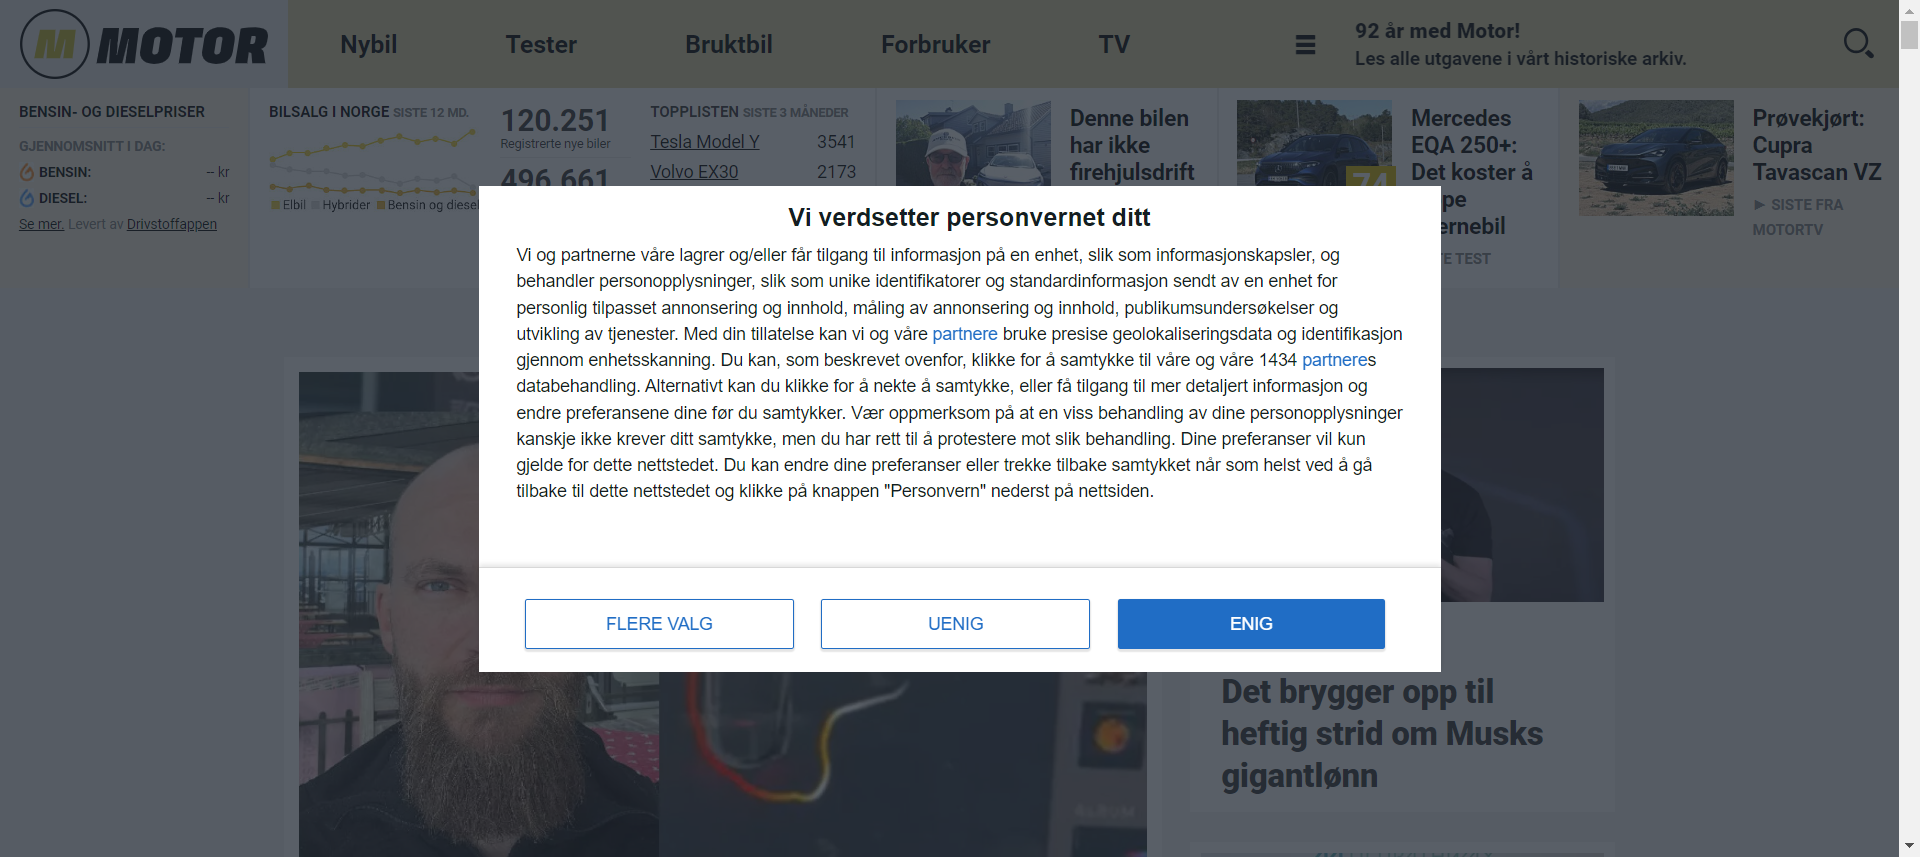 M MOTOR
Nybil
Tester
Bruktbil
Forbruker
TV
92 år med Motor!
Les alle utgavene i vårt historiske arkiv.
BENSIN- OG DIESELPRISER
GJENNOMSNITT I DAG:
BENSIN: -- kr
DIESEL: -- kr
Se mer. Levert av Drivstoffappen
BILSALG I NORGE SISTE 12 MD.
Elbil Hybrider Bensin og diesel
120.251
Registrerte nye biler
496.661
TOPPLISTEN SISTE 3 MÅNEDER
Tesla Model Y 3541
Volvo EX30 2173
Denne bilen
har ikke
firehjulsdrift
74
Mercedes
EQA 250+:
Det koster å
Prøvekjørt:
Cupra
Tavascan VZ
► SISTE FRA
MOTORTV
Vi verdsetter personvernet ditt
Vi og partnerne våre lagrer og/eller får tilgang til informasjon på en enhet, slik som informasjonskapsler, og
behandler personopplysninger, slik som unike identifikatorer og standardinformasjon sendt av en enhet for
personlig tilpasset annonsering og innhold, måling av annonsering og innhold, publikumsundersøkelser og
utvikling av tjenester. Med din tillatelse kan vi og våre partnere bruke presise geolokaliseringsdata og identifikasjon
gjennom enhetsskanning. Du kan, som beskrevet ovenfor, klikke for å samtykke til våre og våre 1434 partneres
databehandling. Alternativt kan du klikke for å nekte å samtykke, eller få tilgang til mer detaljert informasjon og
endre preferansene dine før du samtykker. Vær oppmerksom på at en viss behandling av dine personopplysninger
kanskje ikke krever ditt samtykke, men du har rett til å protestere mot slik behandling. Dine preferanser vil kun
gjelde for dette nettstedet. Du kan endre dine preferanser eller trekke tilbake samtykket når som helst ved å gå
tilbake til dette nettstedet og klikke på knappen "Personvern" nederst på nettsiden.
FLERE VALG
UENIG
ENIG
Det brygger opp til
heftig strid om Musks
gigantlønn
ALBUM